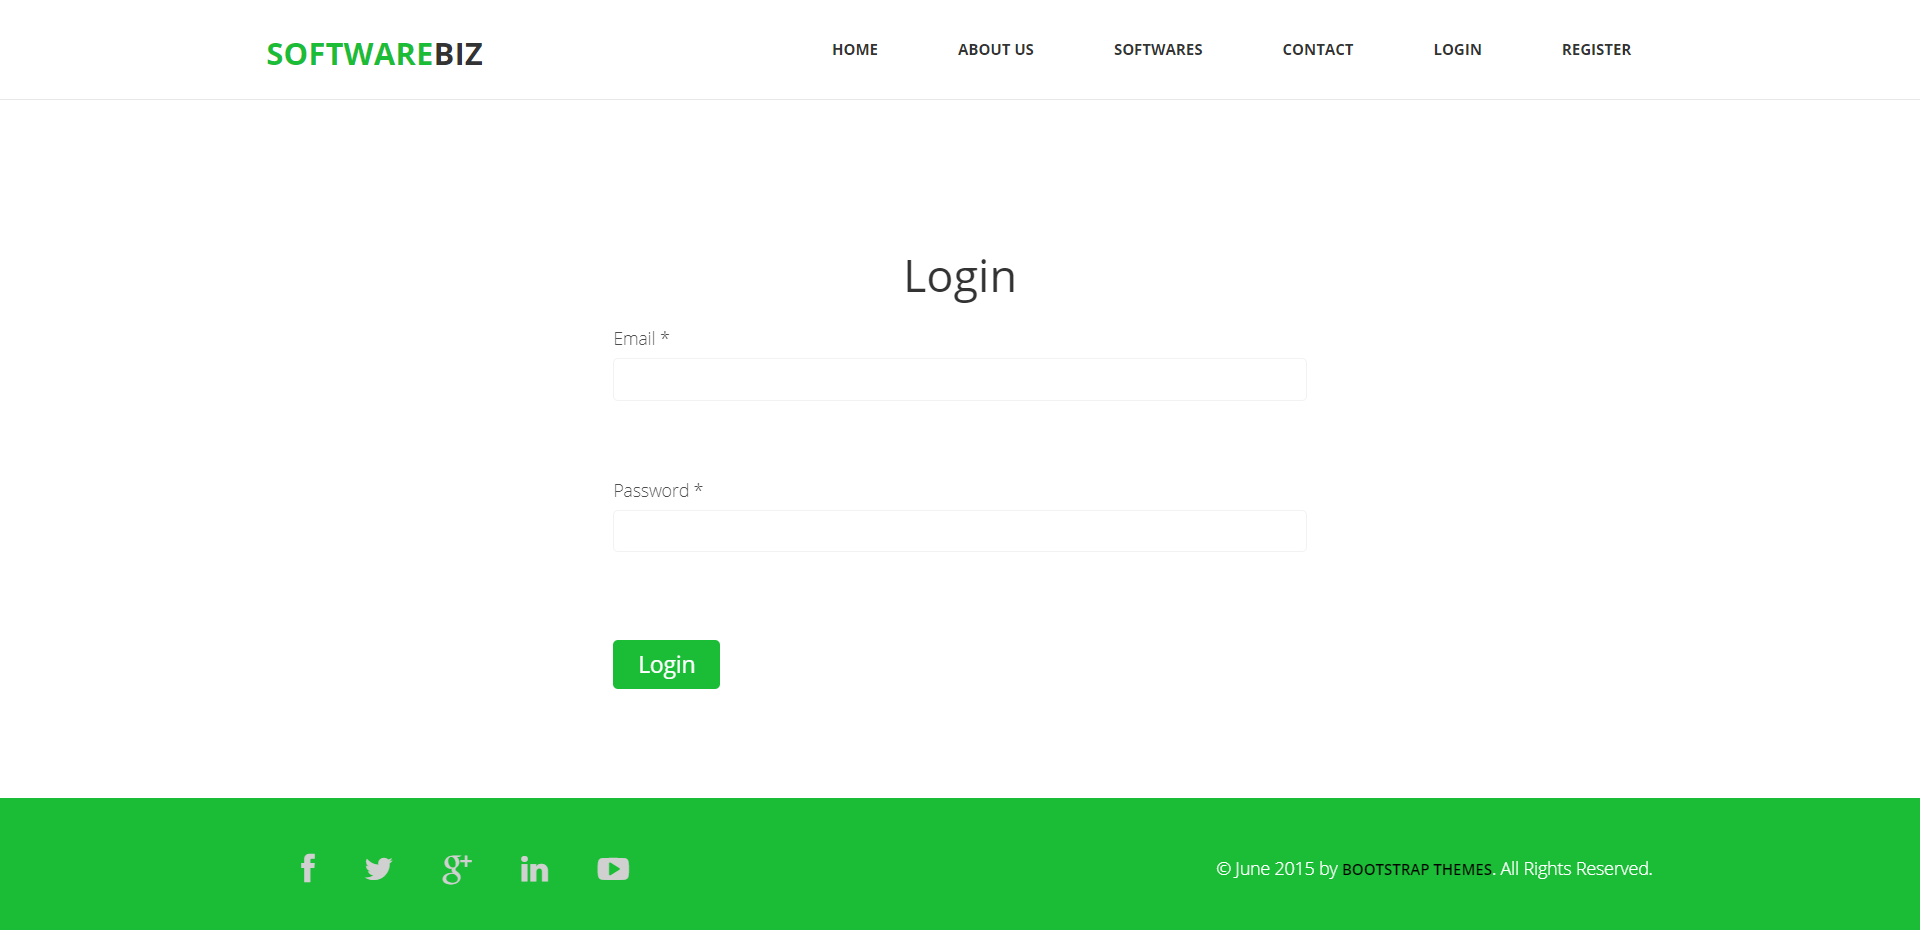 SOFTWAREBIZ
HOME ABOUT US SOFTWARES CONTACT LOGIN REGISTER
Login
Email *
Password *
Login
© June 2015 by BOOTSTRAP THEMES. All Rights Reserved.